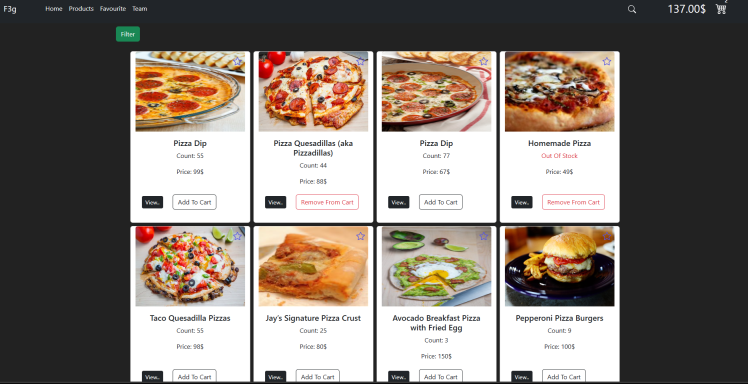 F3g Home Products Favourite Team 137.00$ 2
Filter
Pizza Dip
Count: 55
Price: 99$
View.. Add To Cart
Pizza Quesadillas (aka
Pizzadillas)
Count: 44
Price: 88$
View.. Remove From Cart
Pizza Dip
Count: 77
Price: 67$
View.. Add To Cart
Homemade Pizza
Out Of Stock
Price: 49$
View.. Remove From Cart
Taco Quesadilla Pizzas
Count: 55
Price: 98$
View.. Add To Cart
Jay's Signature Pizza Crust
Count: 25
Price: 80$
View.. Add To Cart
Avocado Breakfast Pizza
with Fried Egg
Count: 3
Price: 150$
View.. Add To Cart
Pepperoni Pizza Burgers
Count: 9
Price: 100$
View.. Add To Cart